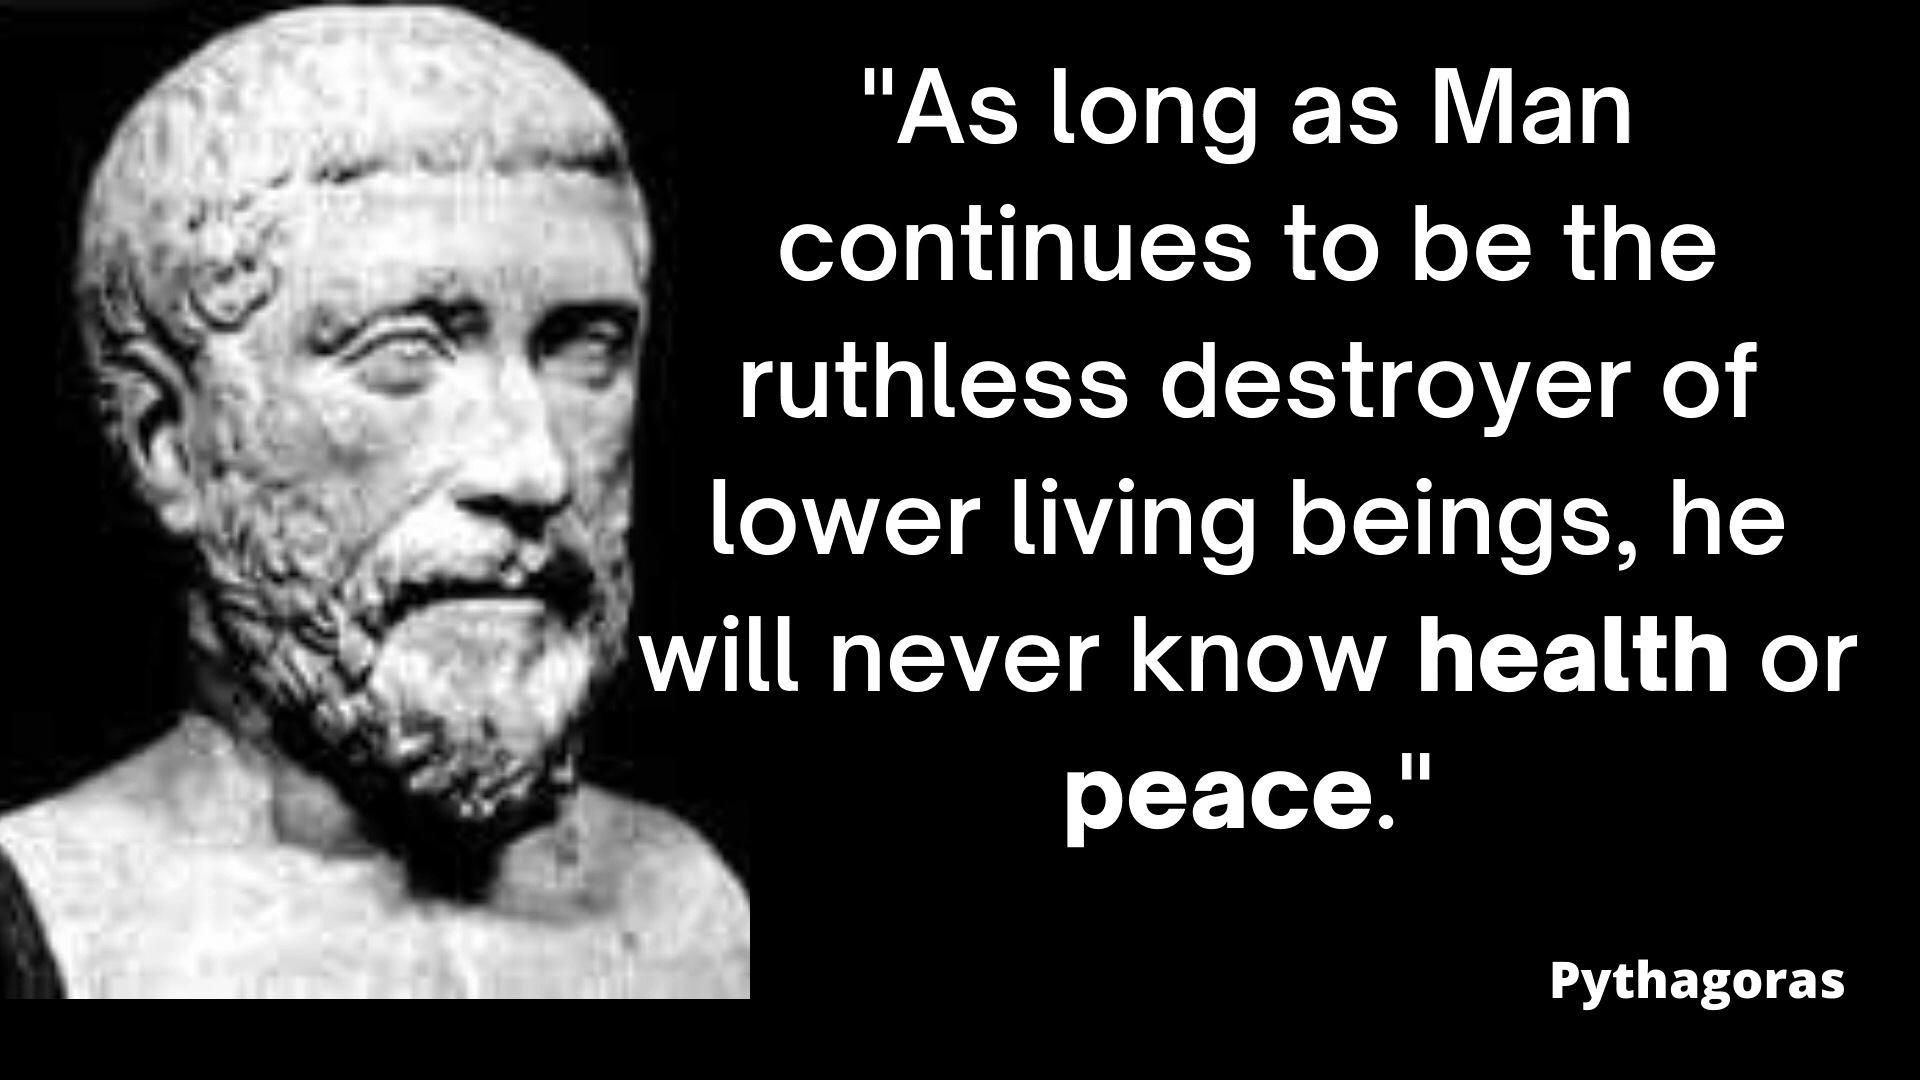 "As long as Man
continues to be the
ruthless destroyer of
lower living beings, he
will never know health or
peace."
Pythagoras